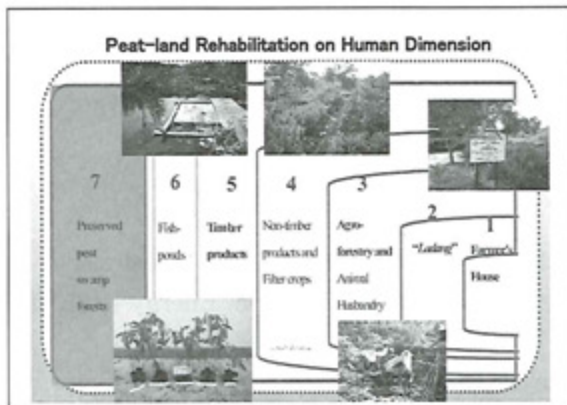 Peat-land Rehabilitation on Human Dimension
7
Preserved
peat
swamp
forests
6
Fish-
ponds
5
Timber
products
4
Non-timber
products and
Filter crops
3
Agro-
forestry and
Animal
Husbandry
2
"Ladang"
1
Farmer's
House